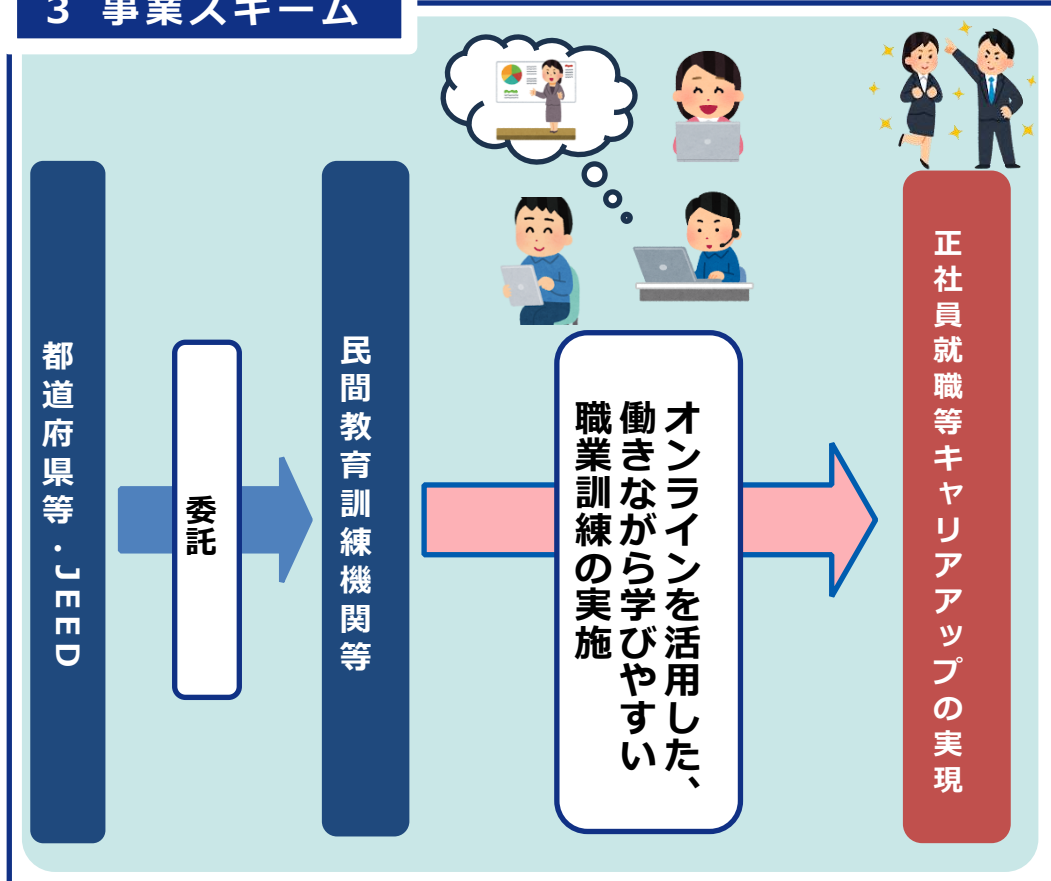 3 事業スキーム
都道府県等.JEED
委託
民間教育訓練機関等
オンラインを活用した、
働きながら学びやすい
職業訓練の実施
正社員就職等キャリアアップの実現